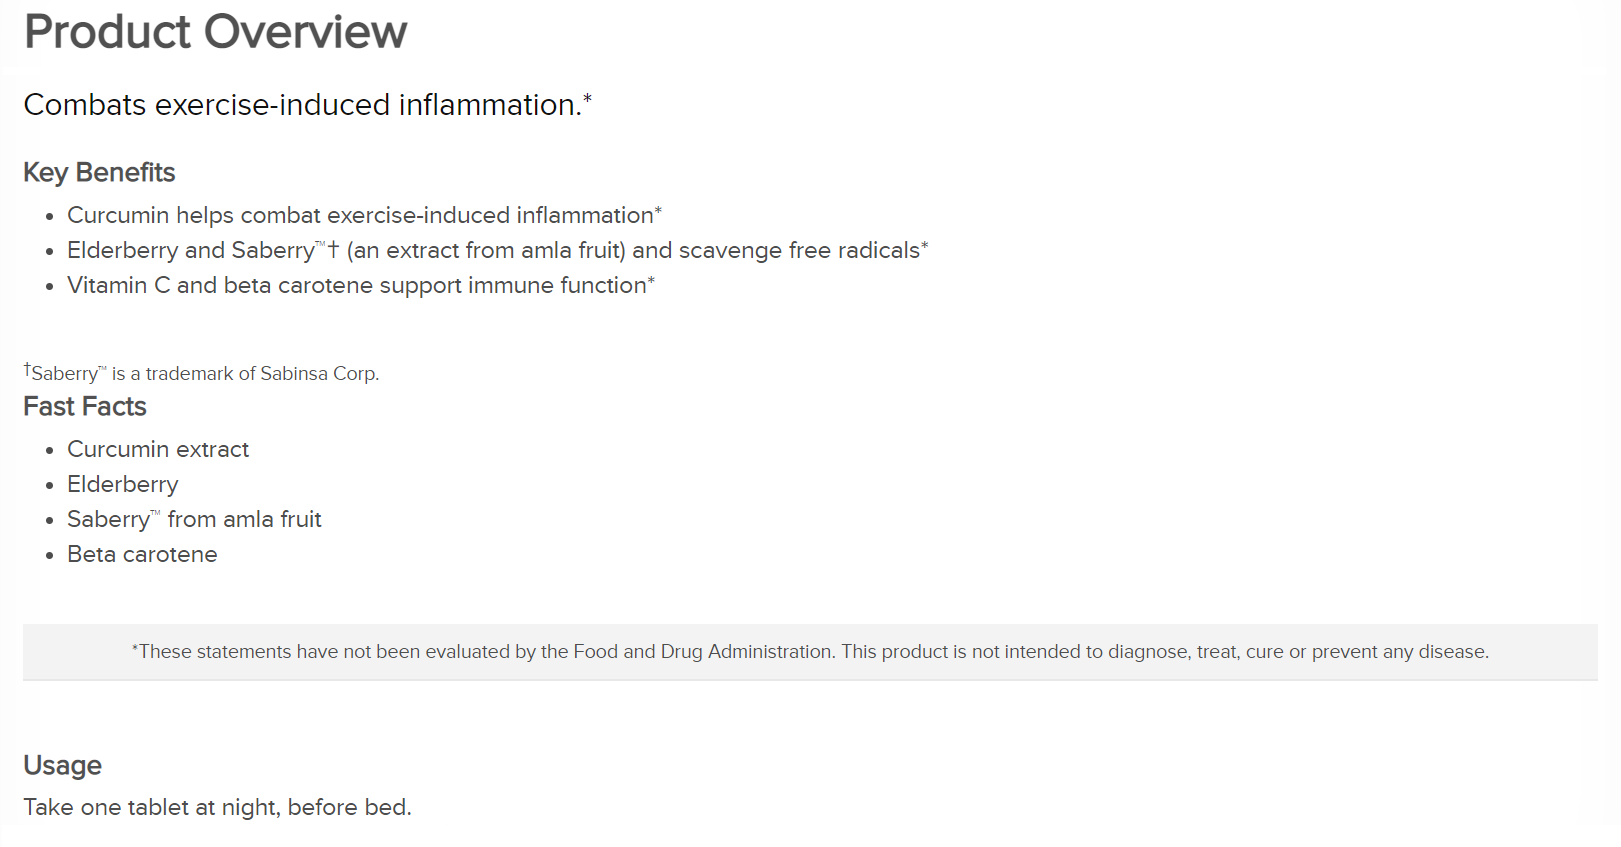 Product Overview
Combats exercise-induced inflammation.*
Key Benefits
• Curcumin helps combat exercise-induced inflammation*
• Elderberry and Saberry™† (an extract from amla fruit) and scavenge free radicals*
• Vitamin C and beta carotene support immune function*
†Saberry™ is a trademark of Sabinsa Corp.
Fast Facts
• Curcumin extract
• Elderberry
• Saberry™ from amla fruit
• Beta carotene
*These statements have not been evaluated by the Food and Drug Administration. This product is not intended to diagnose, treat, cure or prevent any disease.
Usage
Take one tablet at night, before bed.